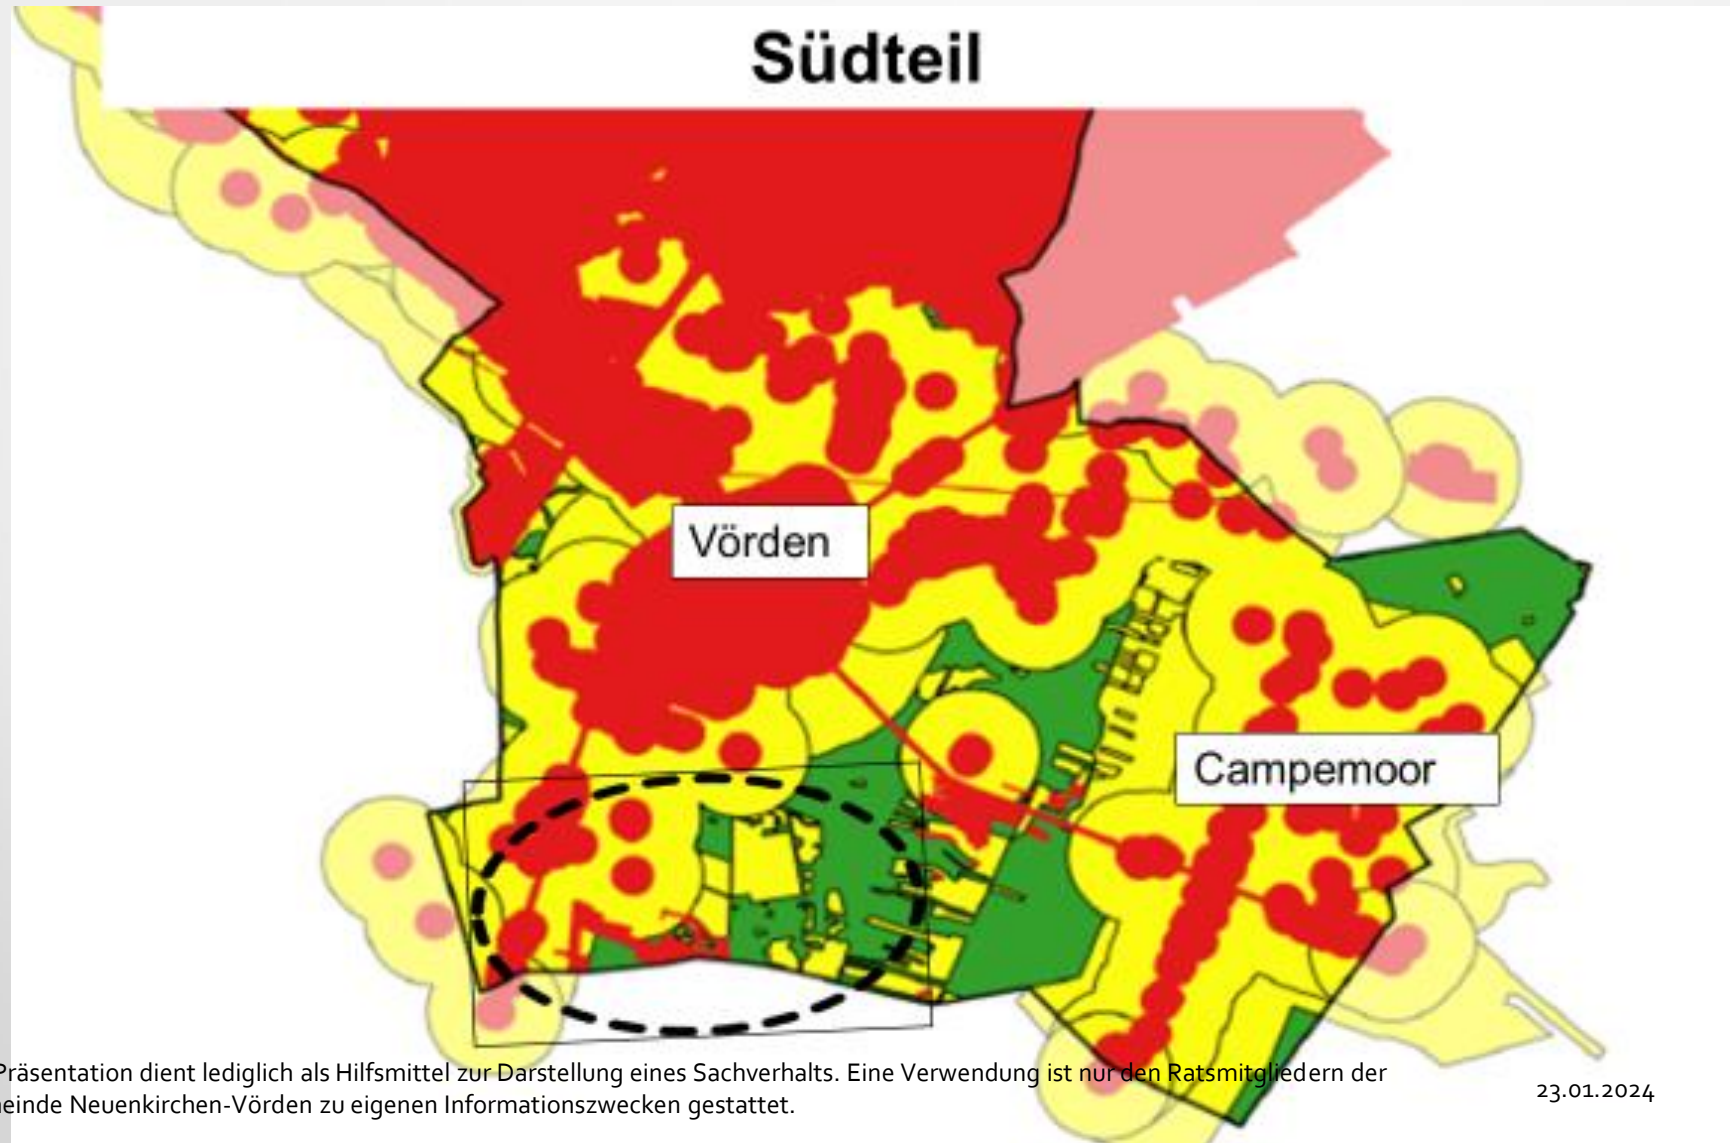 Südteil
Vörden
Campemoor
Präsentation dient lediglich als Hilfsmittel zur Darstellung eines Sachverhalts. Eine Verwendung ist nur den Ratsmitgliedern der
einde Neuenkirchen-Vörden zu eigenen Informationszwecken gestattet.
23.01.2024